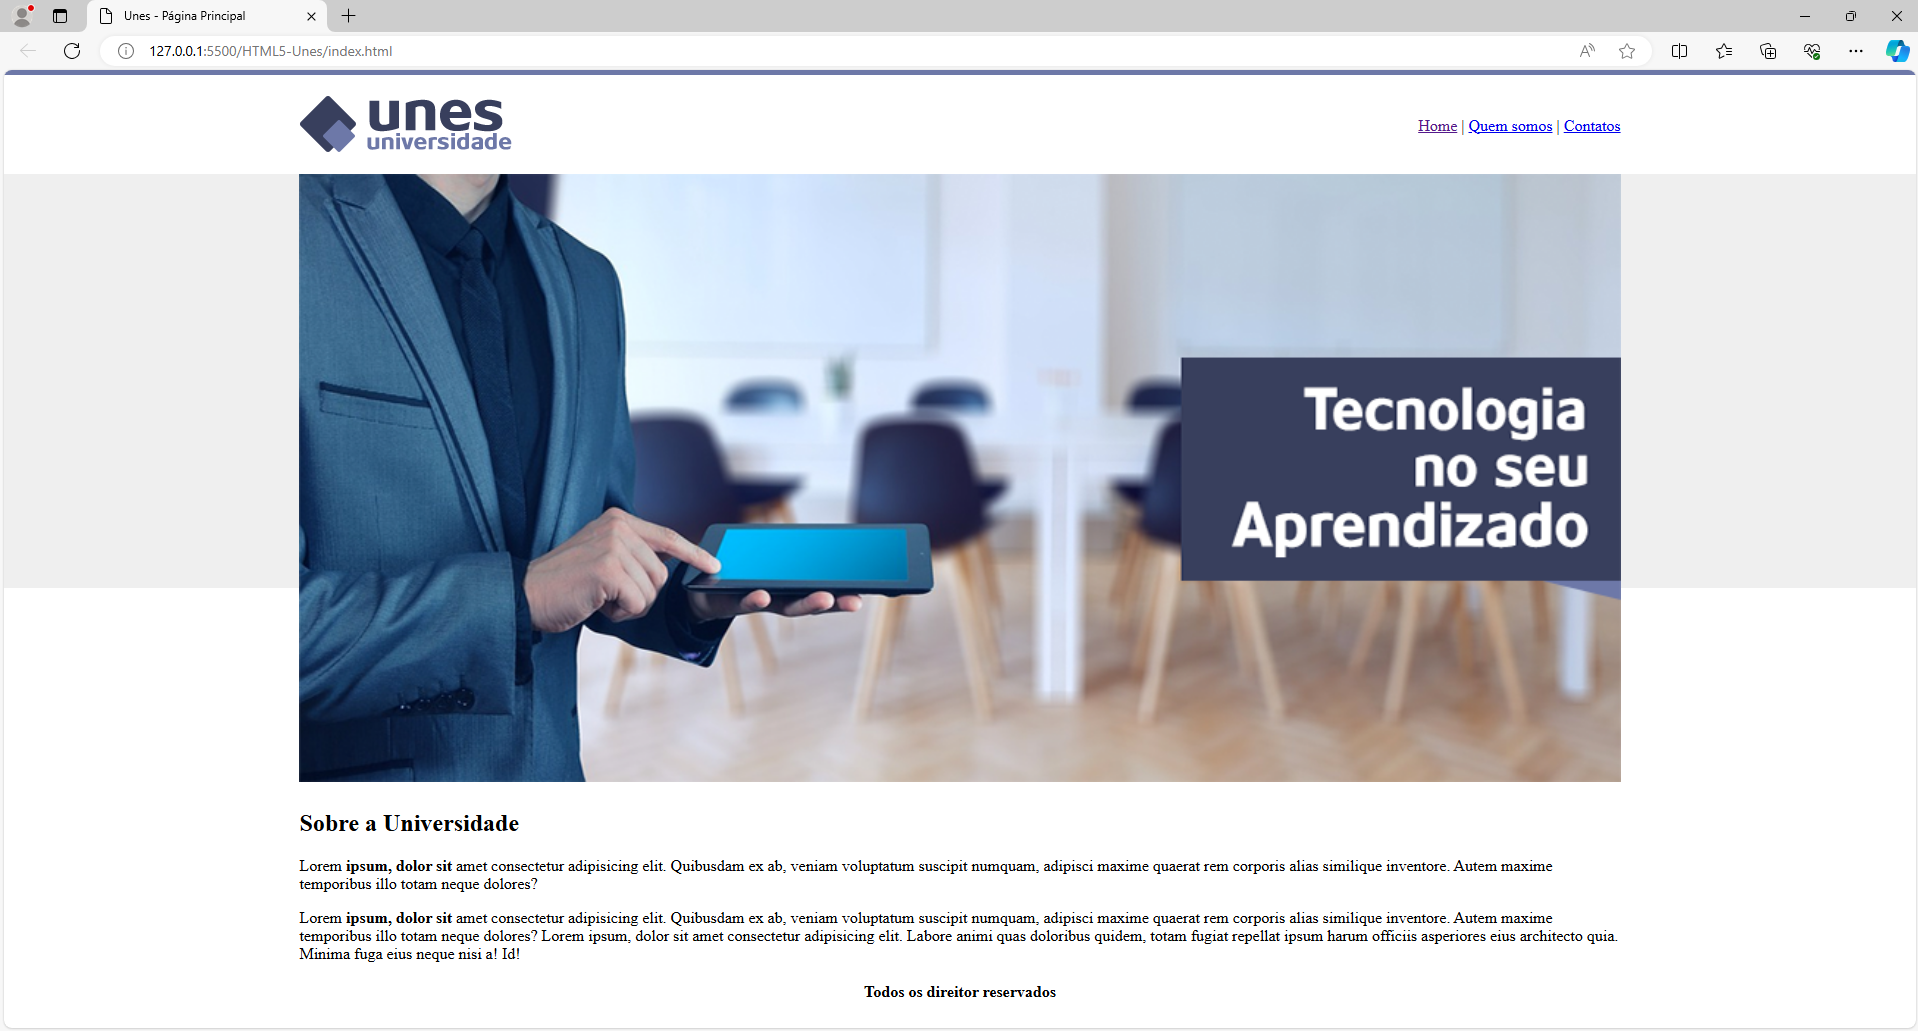 Unes - Página Principal
127.0.0.1:5500/HTML5-Unes/index.html
unes
universidade
Home | Quem somos | Contatos
Tecnologia
no seu
Aprendizado
Sobre a Universidade
Lorem ipsum, dolor sit amet consectetur adipisicing elit. Quibusdam ex ab, veniam voluptatum suscipit numquam, adipisci maxime quaerat rem corporis alias similique inventore. Autem maxime
temporibus illo totam neque dolores?
Lorem ipsum, dolor sit amet consectetur adipisicing elit. Quibusdam ex ab, veniam voluptatum suscipit numquam, adipisci maxime quaerat rem corporis alias similique inventore. Autem maxime
temporibus illo totam neque dolores? Lorem ipsum, dolor sit amet consectetur adipisicing elit. Labore animi quas doloribus quidem, totam fugiat repellat ipsum harum officiis asperiores eius architecto quia.
Minima fuga eius neque nisi a! Id!
Todos os direitor reservados